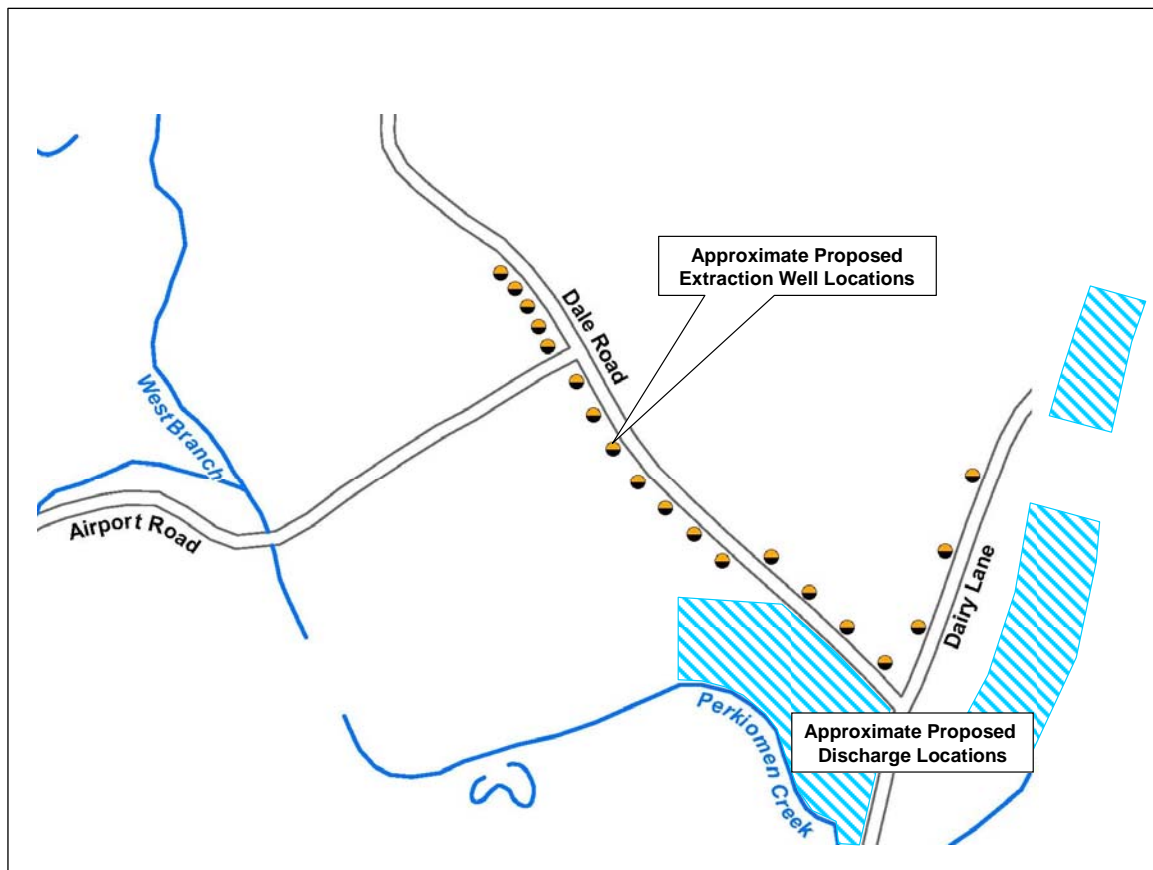 Approximate Proposed
Extraction Well Locations
Dale Road
West Branch
Airport Road
Dairy Lane
Perkiomen Creek
Approximate Proposed
Discharge Locations